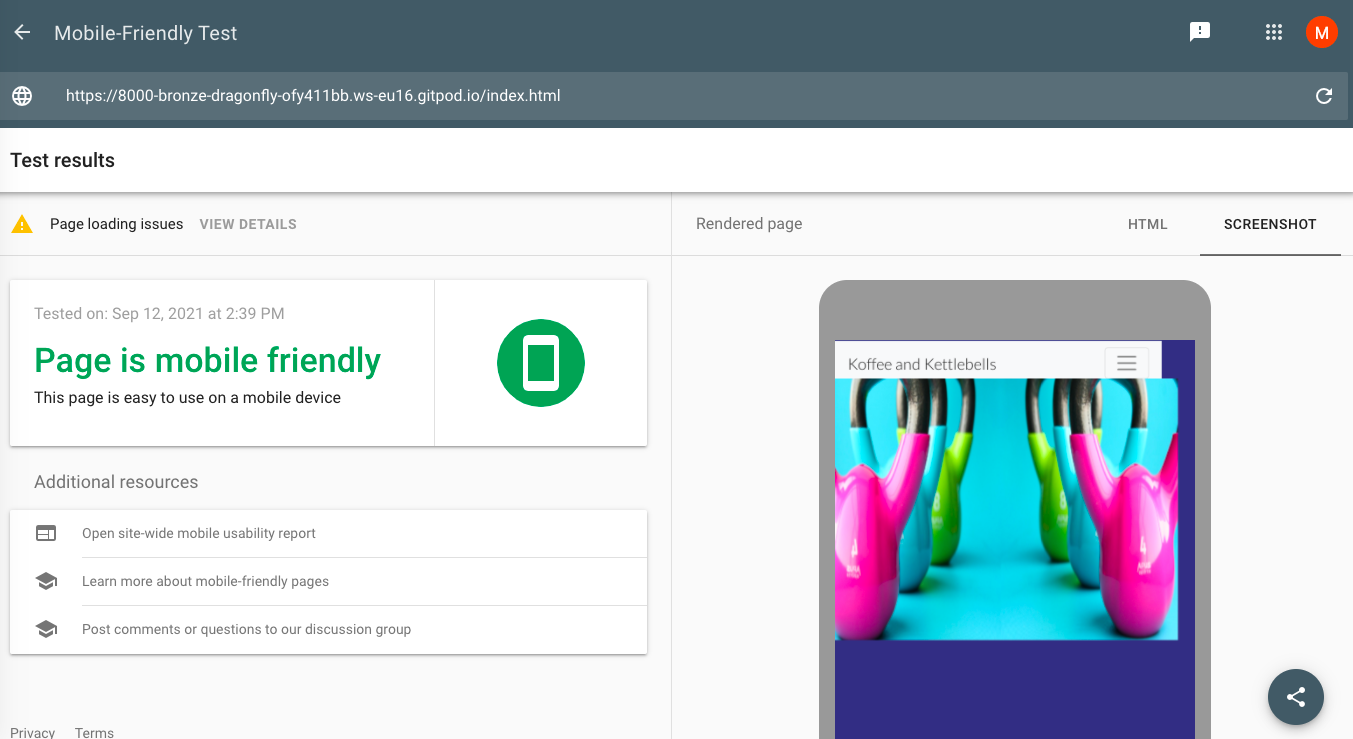 Mobile-Friendly Test
M
https://8000-bronze-dragonfly-ofy411bb.ws-eu16.gitpod.io/index.html
Test results
Page loading issues VIEW DETAILS
Rendered page HTML SCREENSHOT
Tested on: Sep 12, 2021 at 2:39 PM
Page is mobile friendly
This page is easy to use on a mobile device
Additional resources
Open site-wide mobile usability report
Learn more about mobile-friendly pages
Post comments or questions to our discussion group
Privacy Terms
Koffee and Kettlebells